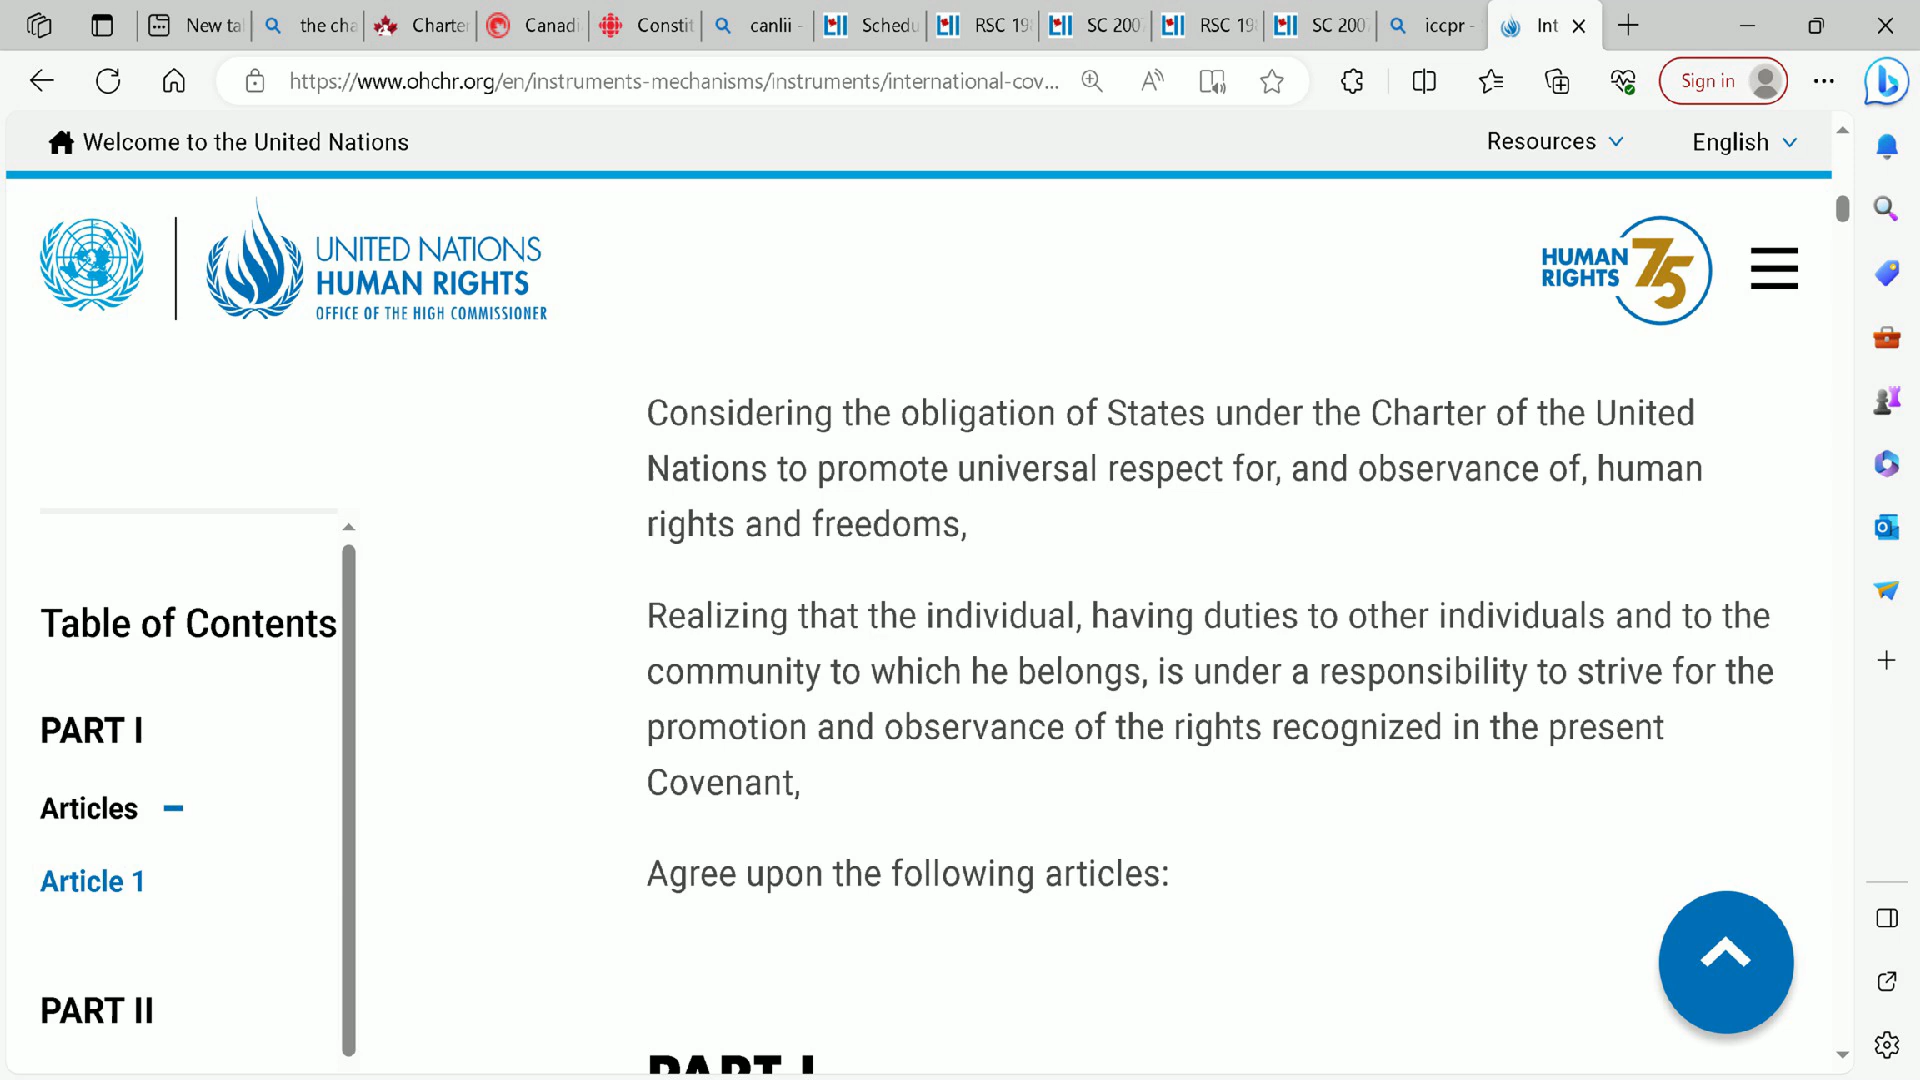 New ta
the cha
Charter
Canadi
Constit
canlii -
Schedu
RSC 198
SC 2007
RSC 198
SC 2007
iccpr -
Int
https://www.ohchr.org/en/instruments-mechanisms/instruments/international-cov...
Sign in
Welcome to the United Nations
Resources
English
UNITED NATIONS
HUMAN RIGHTS
OFFICE OF THE HIGH COMMISSIONER
HUMAN
RIGHTS 75
Considering the obligation of States under the Charter of the United
Nations to promote universal respect for, and observance of, human
rights and freedoms,
Realizing that the individual, having duties to other individuals and to the
community to which he belongs, is under a responsibility to strive for the
promotion and observance of the rights recognized in the present
Covenant,
Agree upon the following articles:
Table of Contents
PART I
Articles
Article 1
PART II
PART I